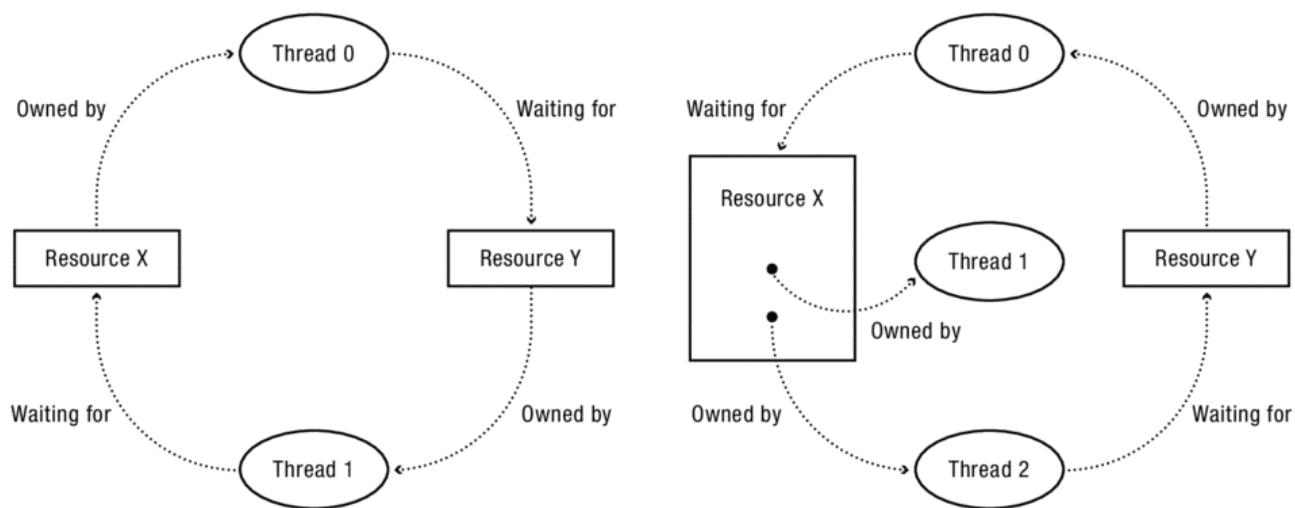 Thread 0
Owned by
Waiting for
Resource X
Resource Y
Waiting for
Owned by
Thread 1
Thread 0
Waiting for
Owned by
Resource X
Thread 1
Resource Y
Owned by
Owned by
Waiting for
Thread 2